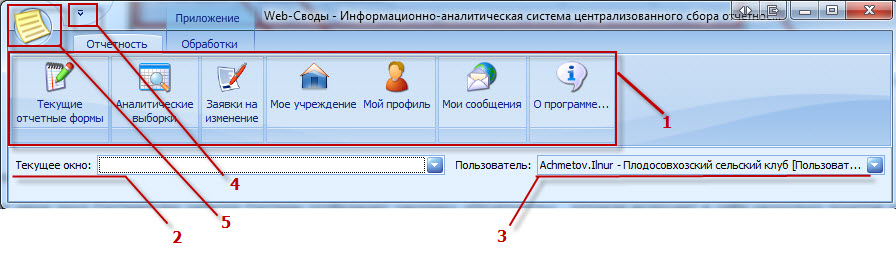 Приложение Web-Своды - Информационно-аналитическая система централизованного сбора отчетнос
Отчетность Обработки
Текущие отчетные формы
Аналитические выборки
Заявки на изменение
Мое учреждение
Мой профиль
Мои сообщения
О программе...
1
Текущее окно:
Пользователь: Achmetov.Ilnur - Плодосовхозский сельский клуб [Пользоват...
4
5
2
3